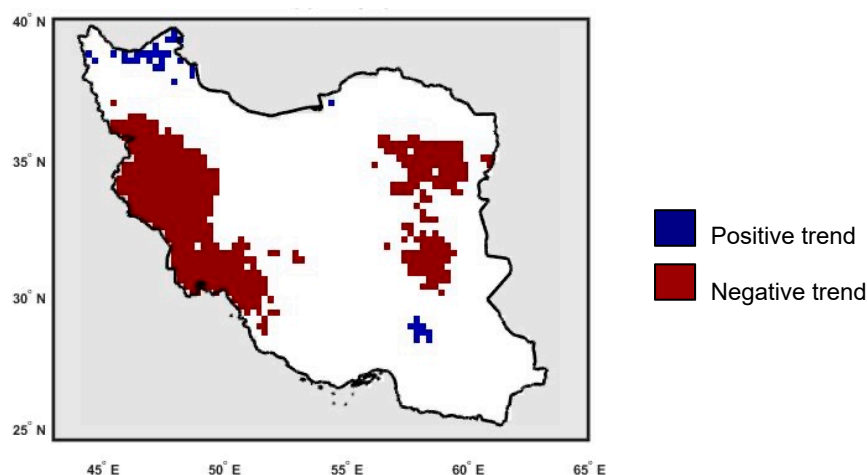 40° N
35° N
30° N
25° N
45° E
50° E
55° E
60° E
65° E
Positive trend
Negative trend